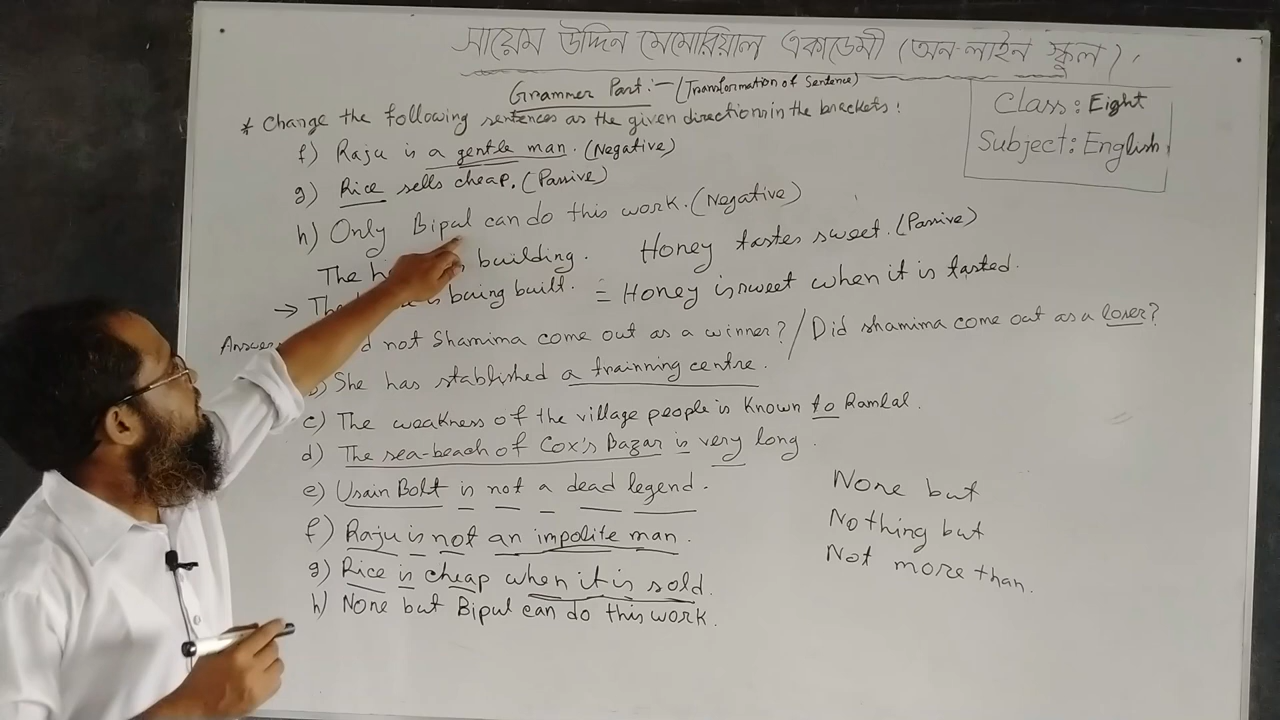 সায়েম উদ্দিন মেমোরিয়াল একাডেমী (অন-লাইন স্কুল)।
Grammer Part:- (Transformation of Sentence)
Class: Eight
Subject: English
* Change the following sentences as the given direction in the brackets:
f) Raju is a gentle man. (Negative)
g) Rice sells cheap. (Passive)
h) Only Bipul can do this work. (Negative)
The building. Honey tastes sweet. (Passive)
→ The is being built. = Honey is sweet when it is tasted.
Answer not Shamima come out as a winner? / Did shamima come out as a loser?
b) She has stablished a trainning centre.
c) The weakness of the village people is known to Ramlal.
d) The sea-beach of Cox's Bazar is very long.
e) Usain Bolt is not a dead legend.
f) Raju is not an impolite man.
g) Rice is cheap when it is sold.
h) None but Bipul can do this work.
None but
Nothing but
Not more than.